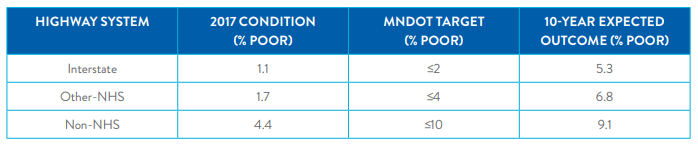 HIGHWAY SYSTEM 2017 CONDITION (% POOR) MNDOT TARGET (% POOR) 10-YEAR EXPECTED OUTCOME (% POOR)
Interstate 1.1 ≤2 5.3
Other-NHS 1.7 ≤4 6.8
Non-NHS 4.4 ≤10 9.1